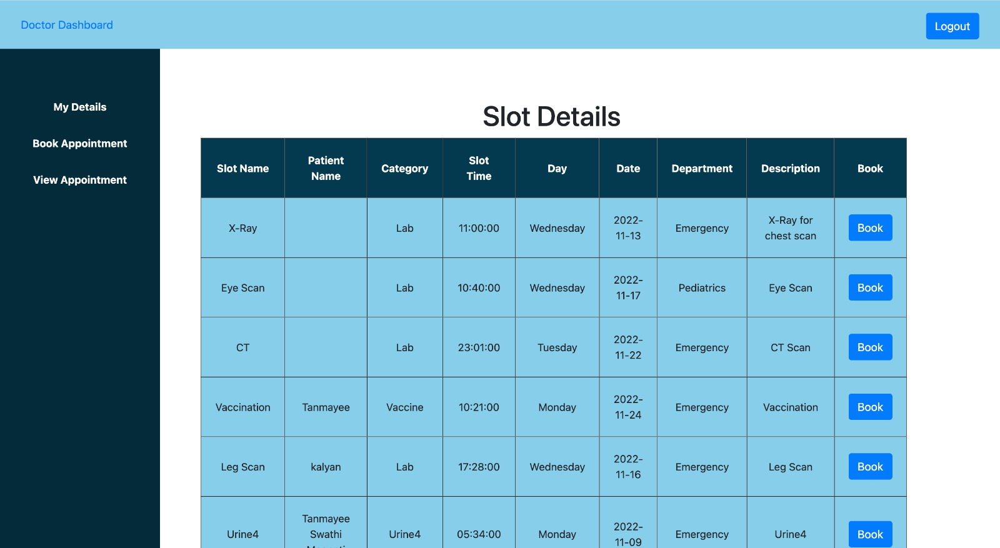 Doctor Dashboard
Logout
My Details
Book Appointment
View Appointment
Slot Details
Slot Name Patient Name Category Slot Time Day Date Department Description Book
X-Ray Lab 11:00:00 Wednesday 2022-11-13 Emergency X-Ray for chest scan Book
Eye Scan Lab 10:40:00 Wednesday 2022-11-17 Pediatrics Eye Scan Book
CT Lab 23:01:00 Tuesday 2022-11-22 Emergency CT Scan Book
Vaccination Tanmayee Vaccine 10:21:00 Monday 2022-11-24 Emergency Vaccination Book
Leg Scan kalyan Lab 17:28:00 Wednesday 2022-11-16 Emergency Leg Scan Book
Urine4 Tanmayee Swathi Urine4 05:34:00 Monday 2022-11-09 Emergency Urine4 Book